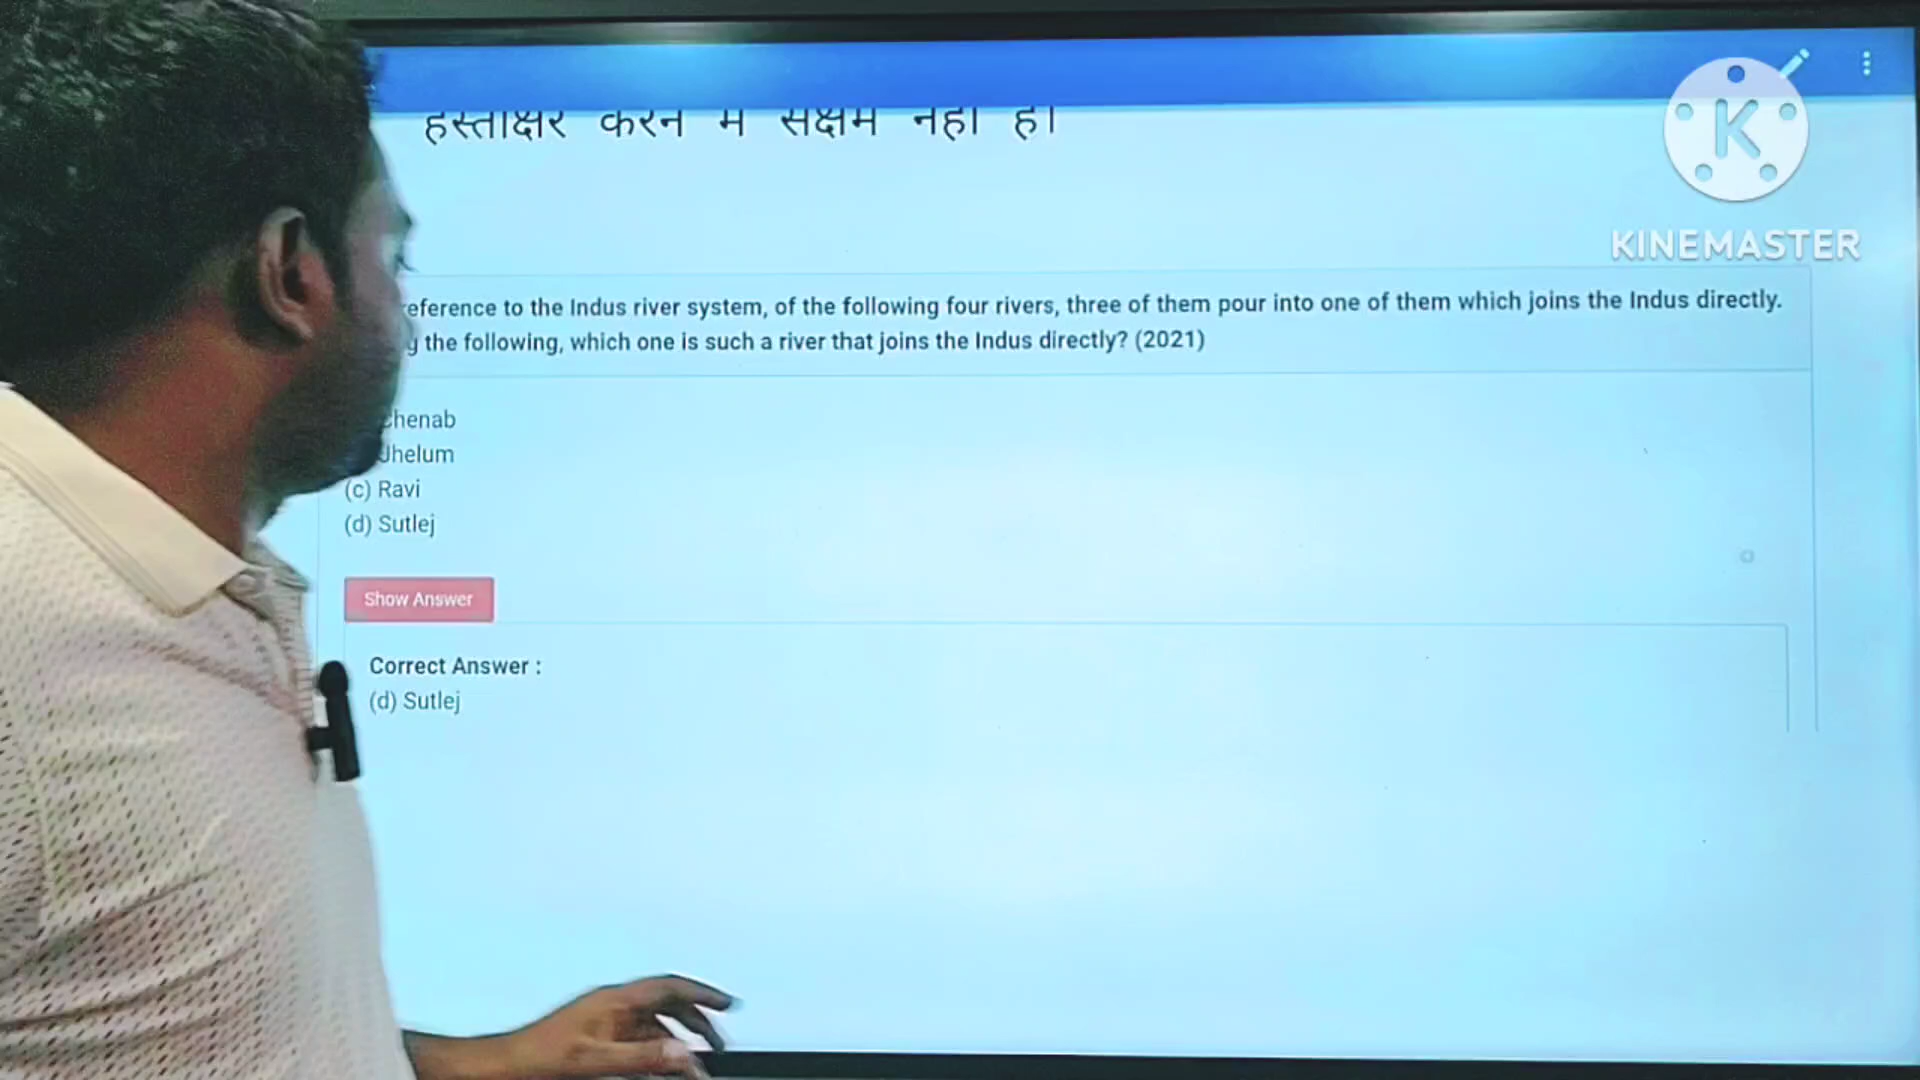 हस्ताक्षर करने में सक्षम नहीं है।
K
KINEMASTER
eference to the Indus river system, of the following four rivers, three of them pour into one of them which joins the Indus directly.
g the following, which one is such a river that joins the Indus directly? (2021)
henab
Jhelum
(c) Ravi
(d) Sutlej
Show Answer
Correct Answer :
(d) Sutlej